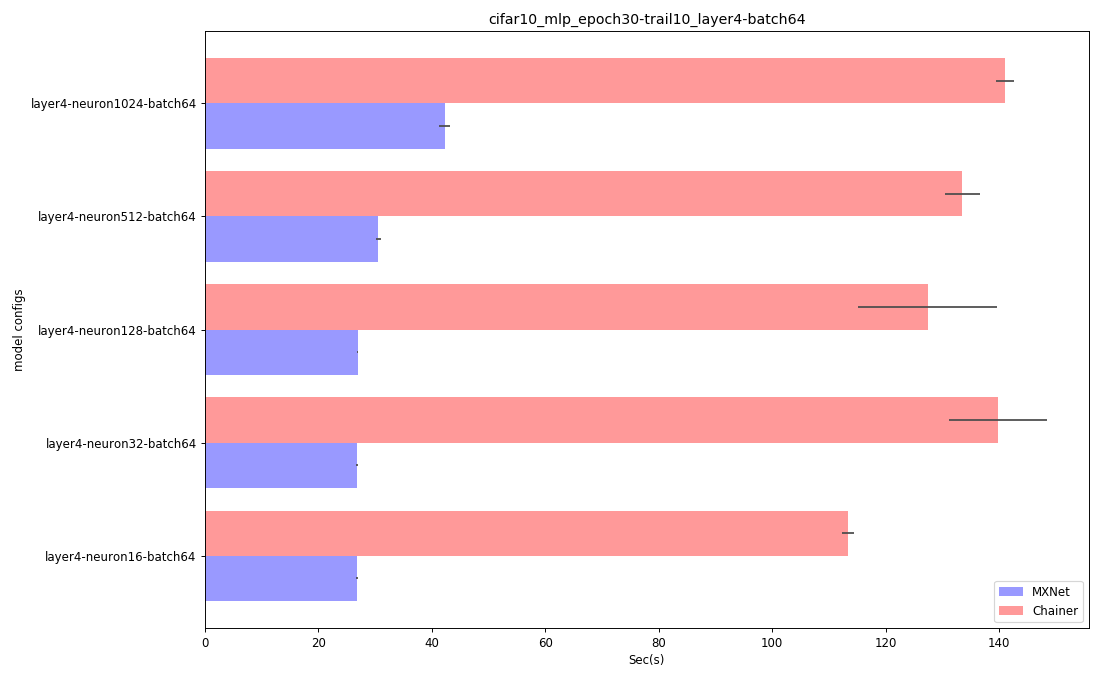 cifar10_mlp_epoch30-trail10_layer4-batch64
model configs
layer4-neuron1024-batch64
layer4-neuron512-batch64
layer4-neuron128-batch64
layer4-neuron32-batch64
layer4-neuron16-batch64
MXNet
Chainer
0 20 40 60 80 100 120 140
Sec(s)